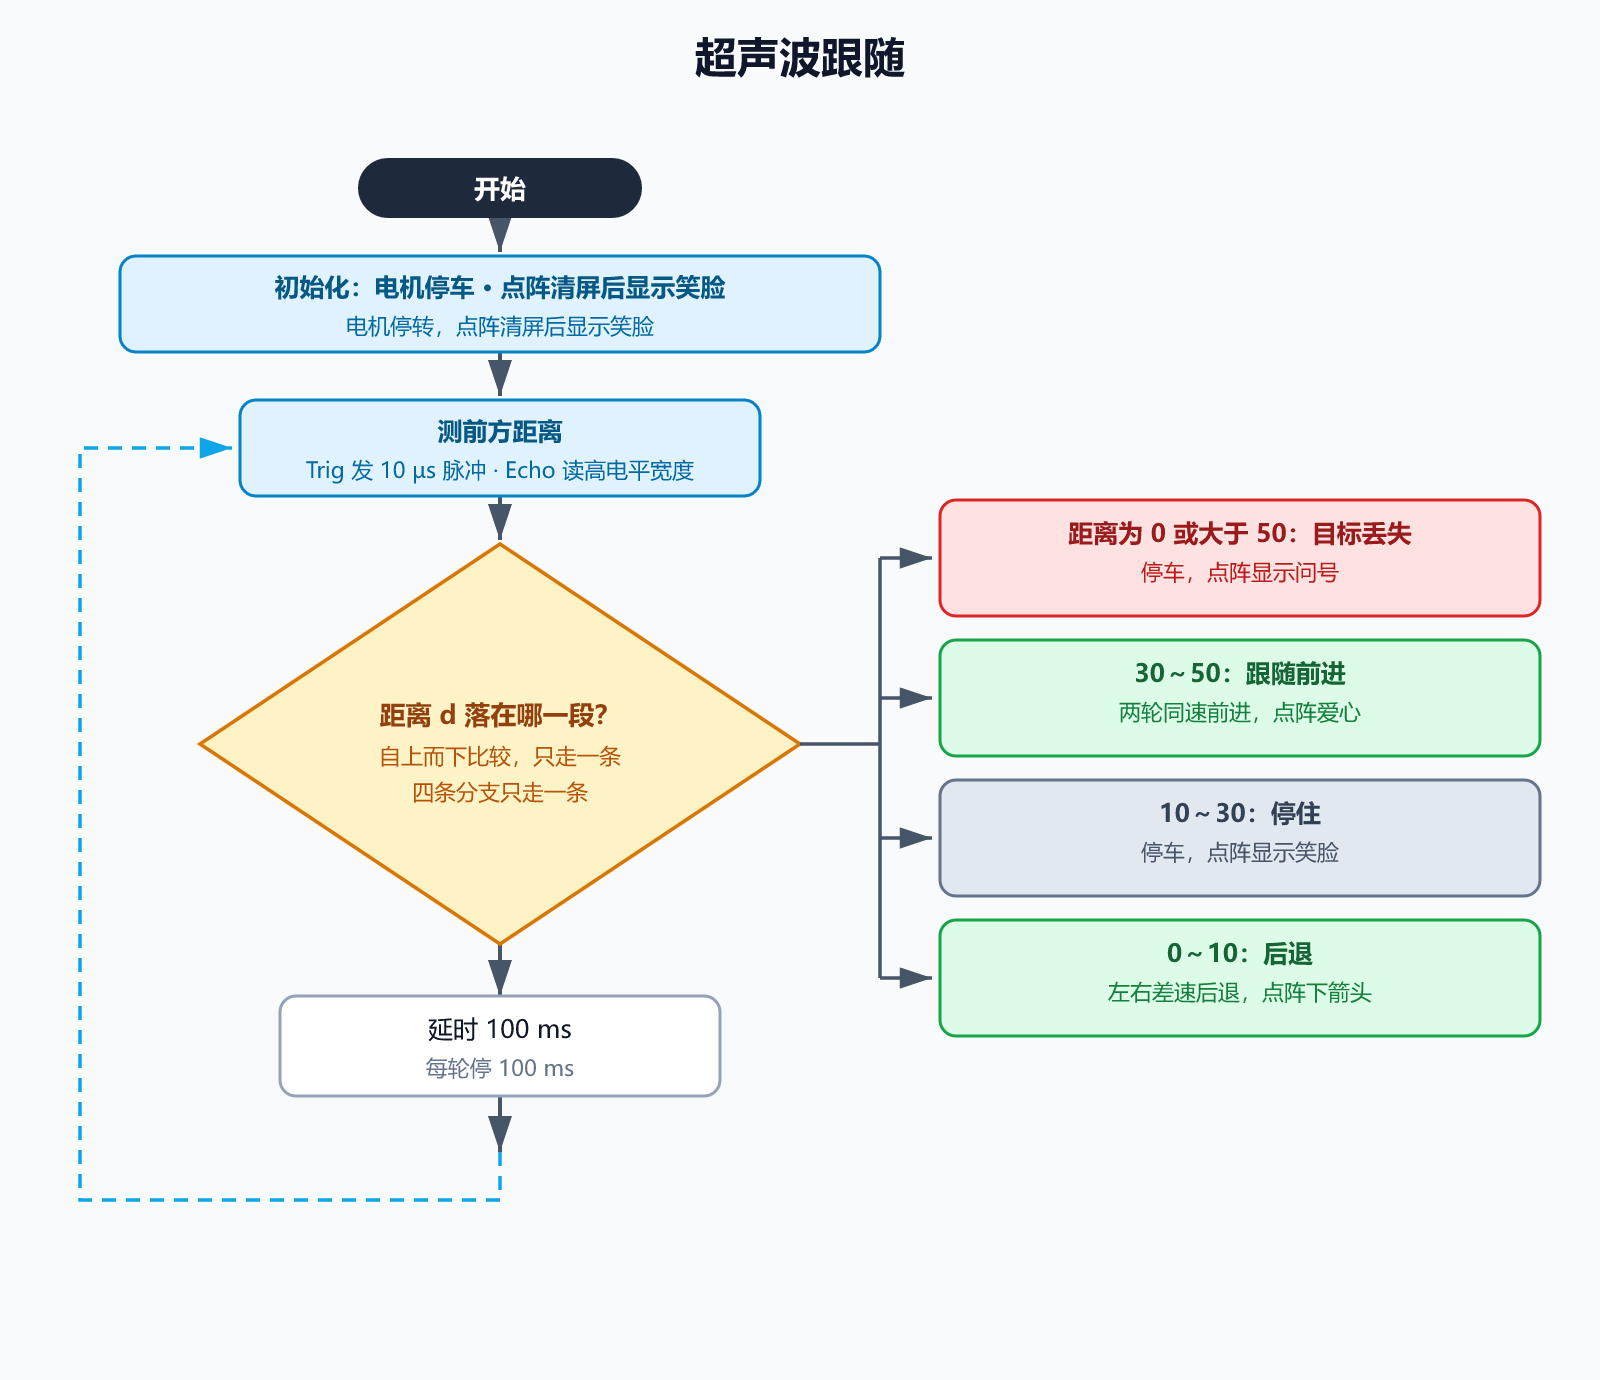 超声波跟随
开始
初始化：电机停车 • 点阵清屏后显示笑脸
电机停转，点阵清屏后显示笑脸
测前方距离
Trig 发 10 μs 脉冲 · Echo 读高电平宽度
距离 d 落在哪一段？
自上而下比较，只走一条
四条分支只走一条
延时 100 ms
每轮停 100 ms
距离为 0 或大于 50：目标丢失
停车，点阵显示问号
30～50：跟随前进
两轮同速前进，点阵爱心
10～30：停住
停车，点阵显示笑脸
0～10：后退
左右差速后退，点阵下箭头